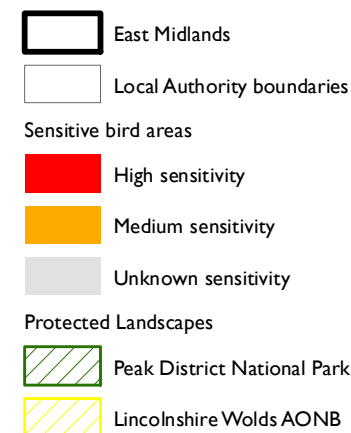 East Midlands
Local Authority boundaries
Sensitive bird areas
High sensitivity
Medium sensitivity
Unknown sensitivity
Protected Landscapes
Peak District National Park
Lincolnshire Wolds AONB